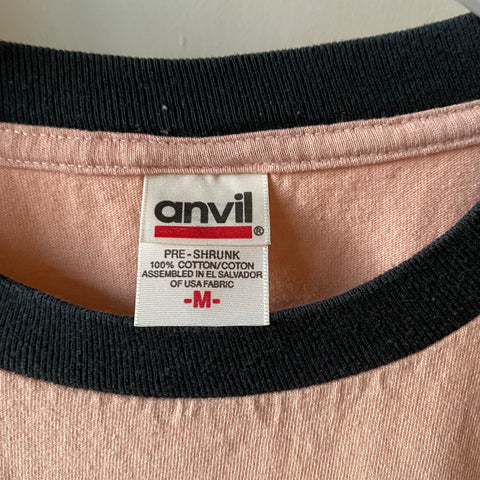 anvil®
PRE-SHRUNK
100% COTTON/COTON
ASSEMBLED IN EL SALVADOR
OF USA FABRIC
-M-